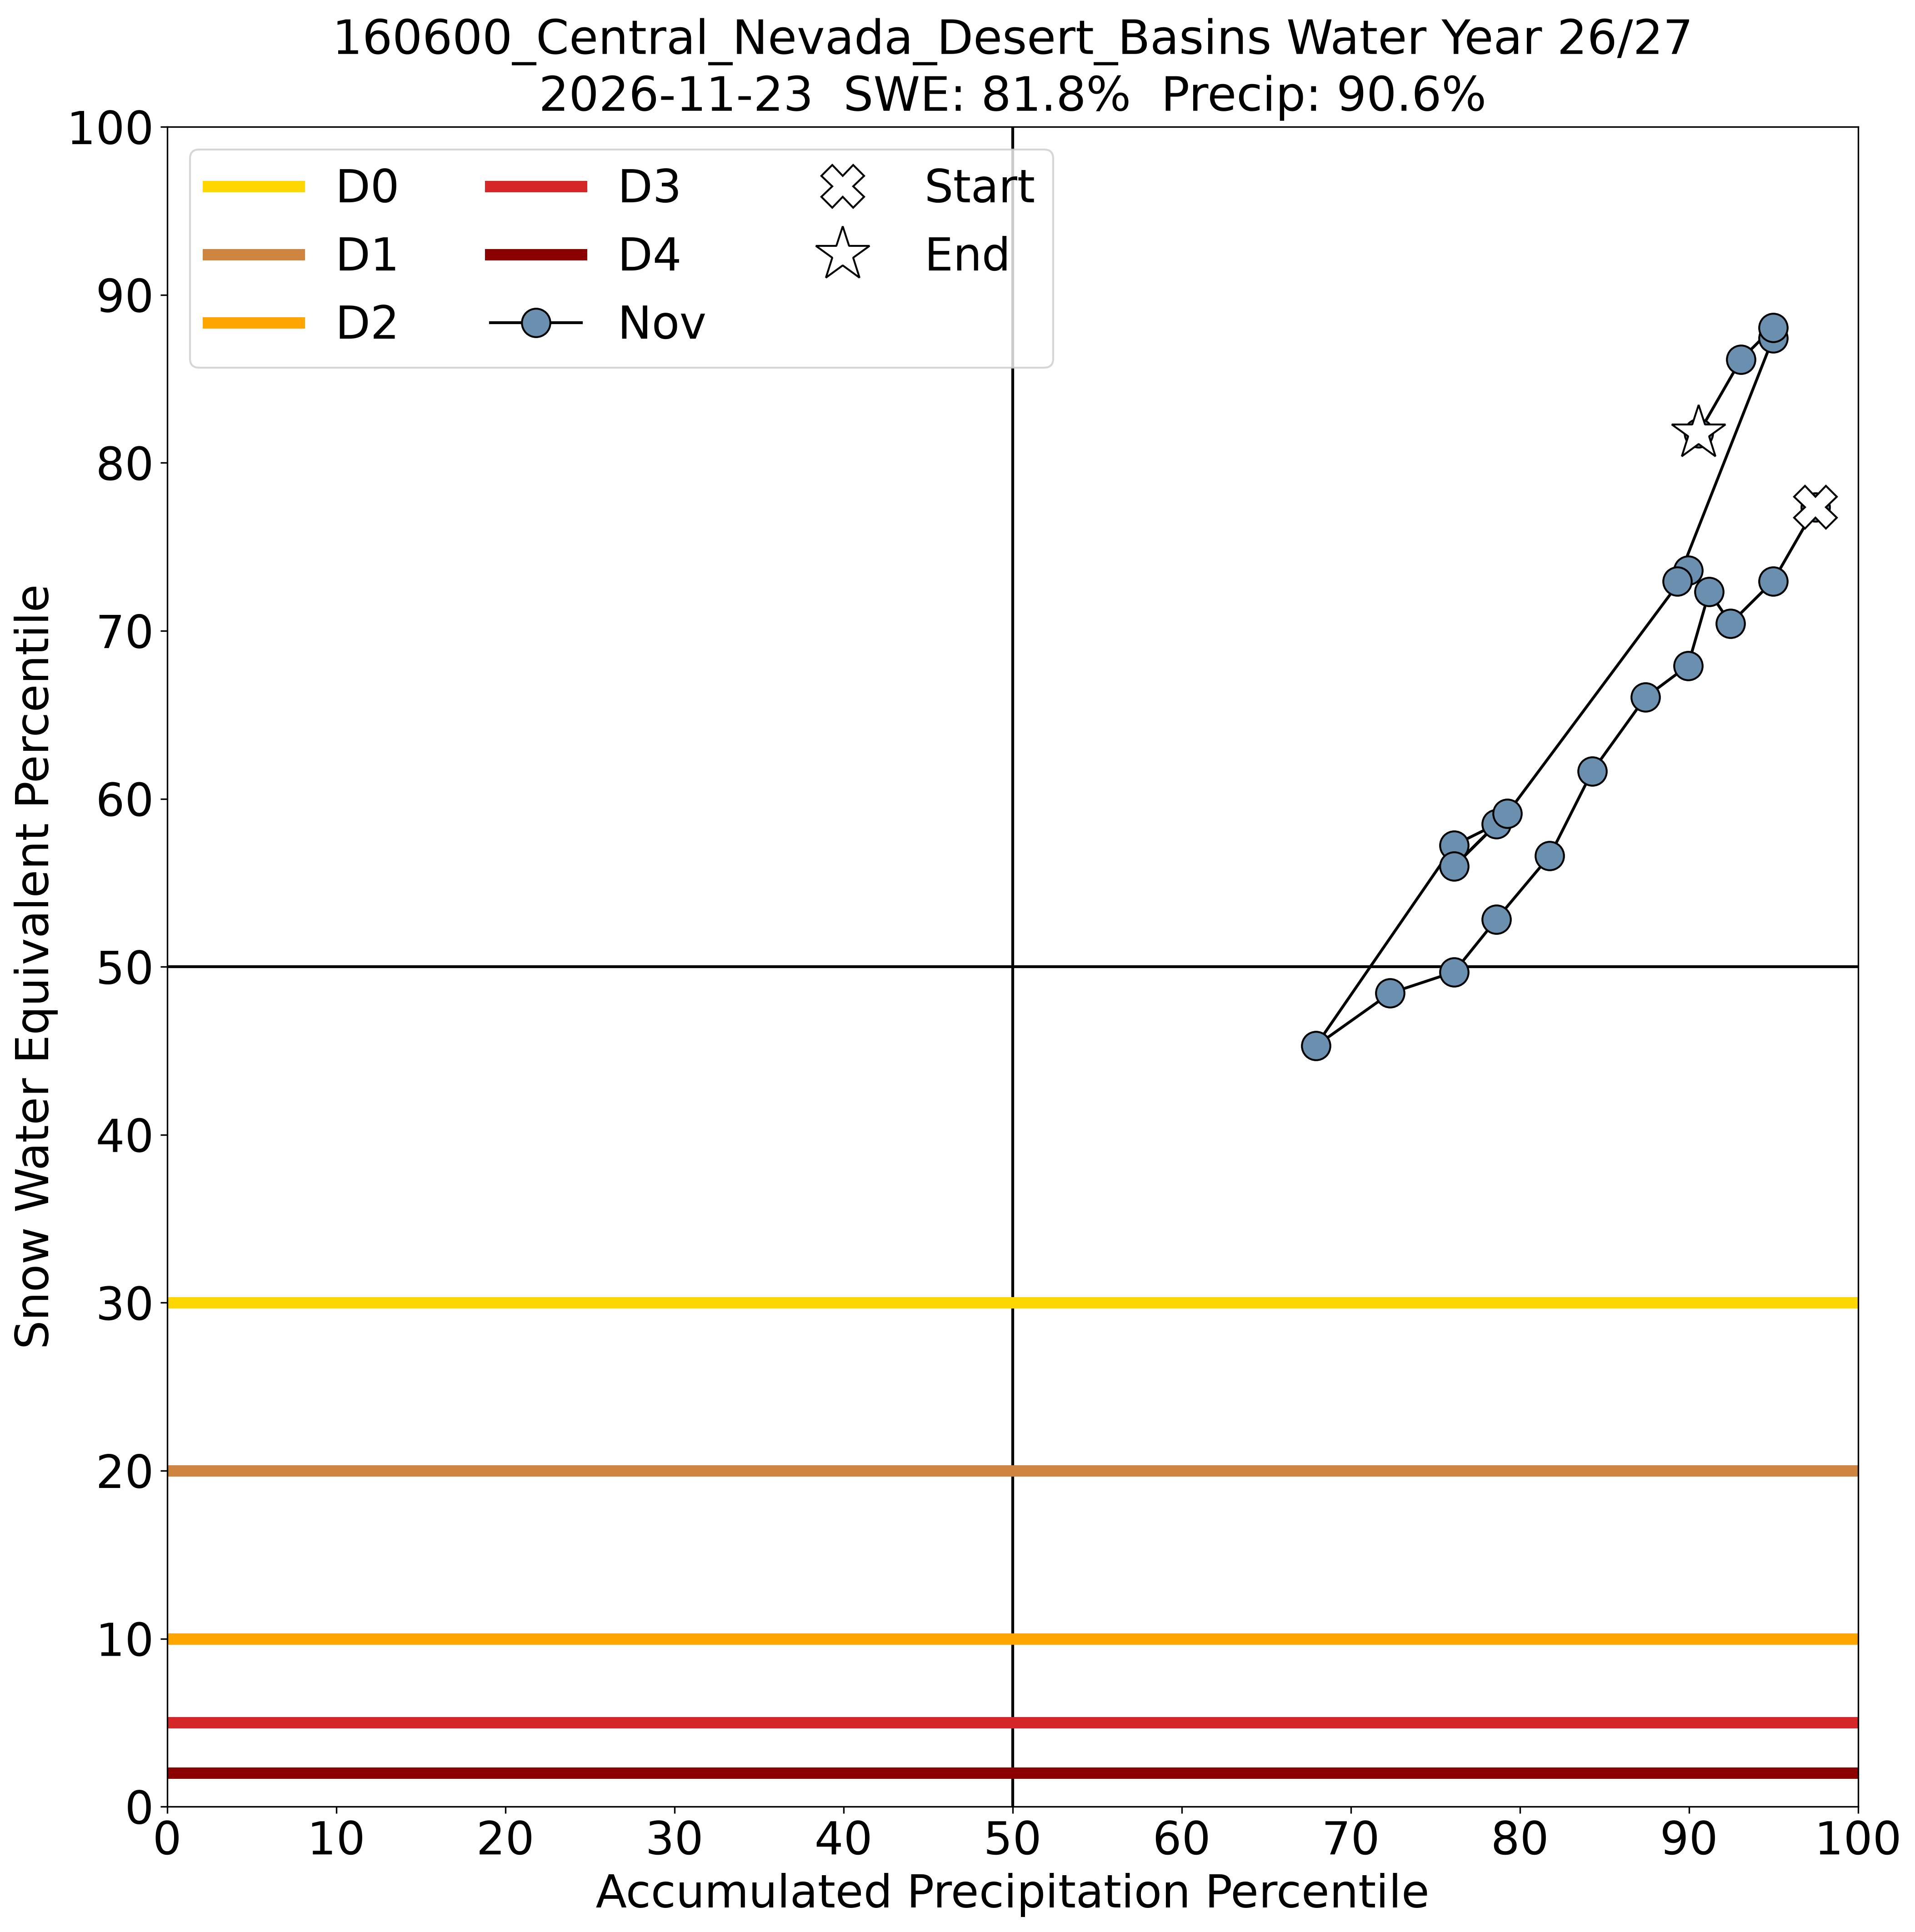 160600_Central_Nevada_Desert_Basins Water Year 26/27
2026-11-23 SWE: 81.8% Precip: 90.6%
D0
D1
D2
D3
D4
Nov
Start
End
Snow Water Equivalent Percentile
100
90
80
70
60
50
40
30
20
10
0
0 10 20 30 40 50 60 70 80 90 100
Accumulated Precipitation Percentile